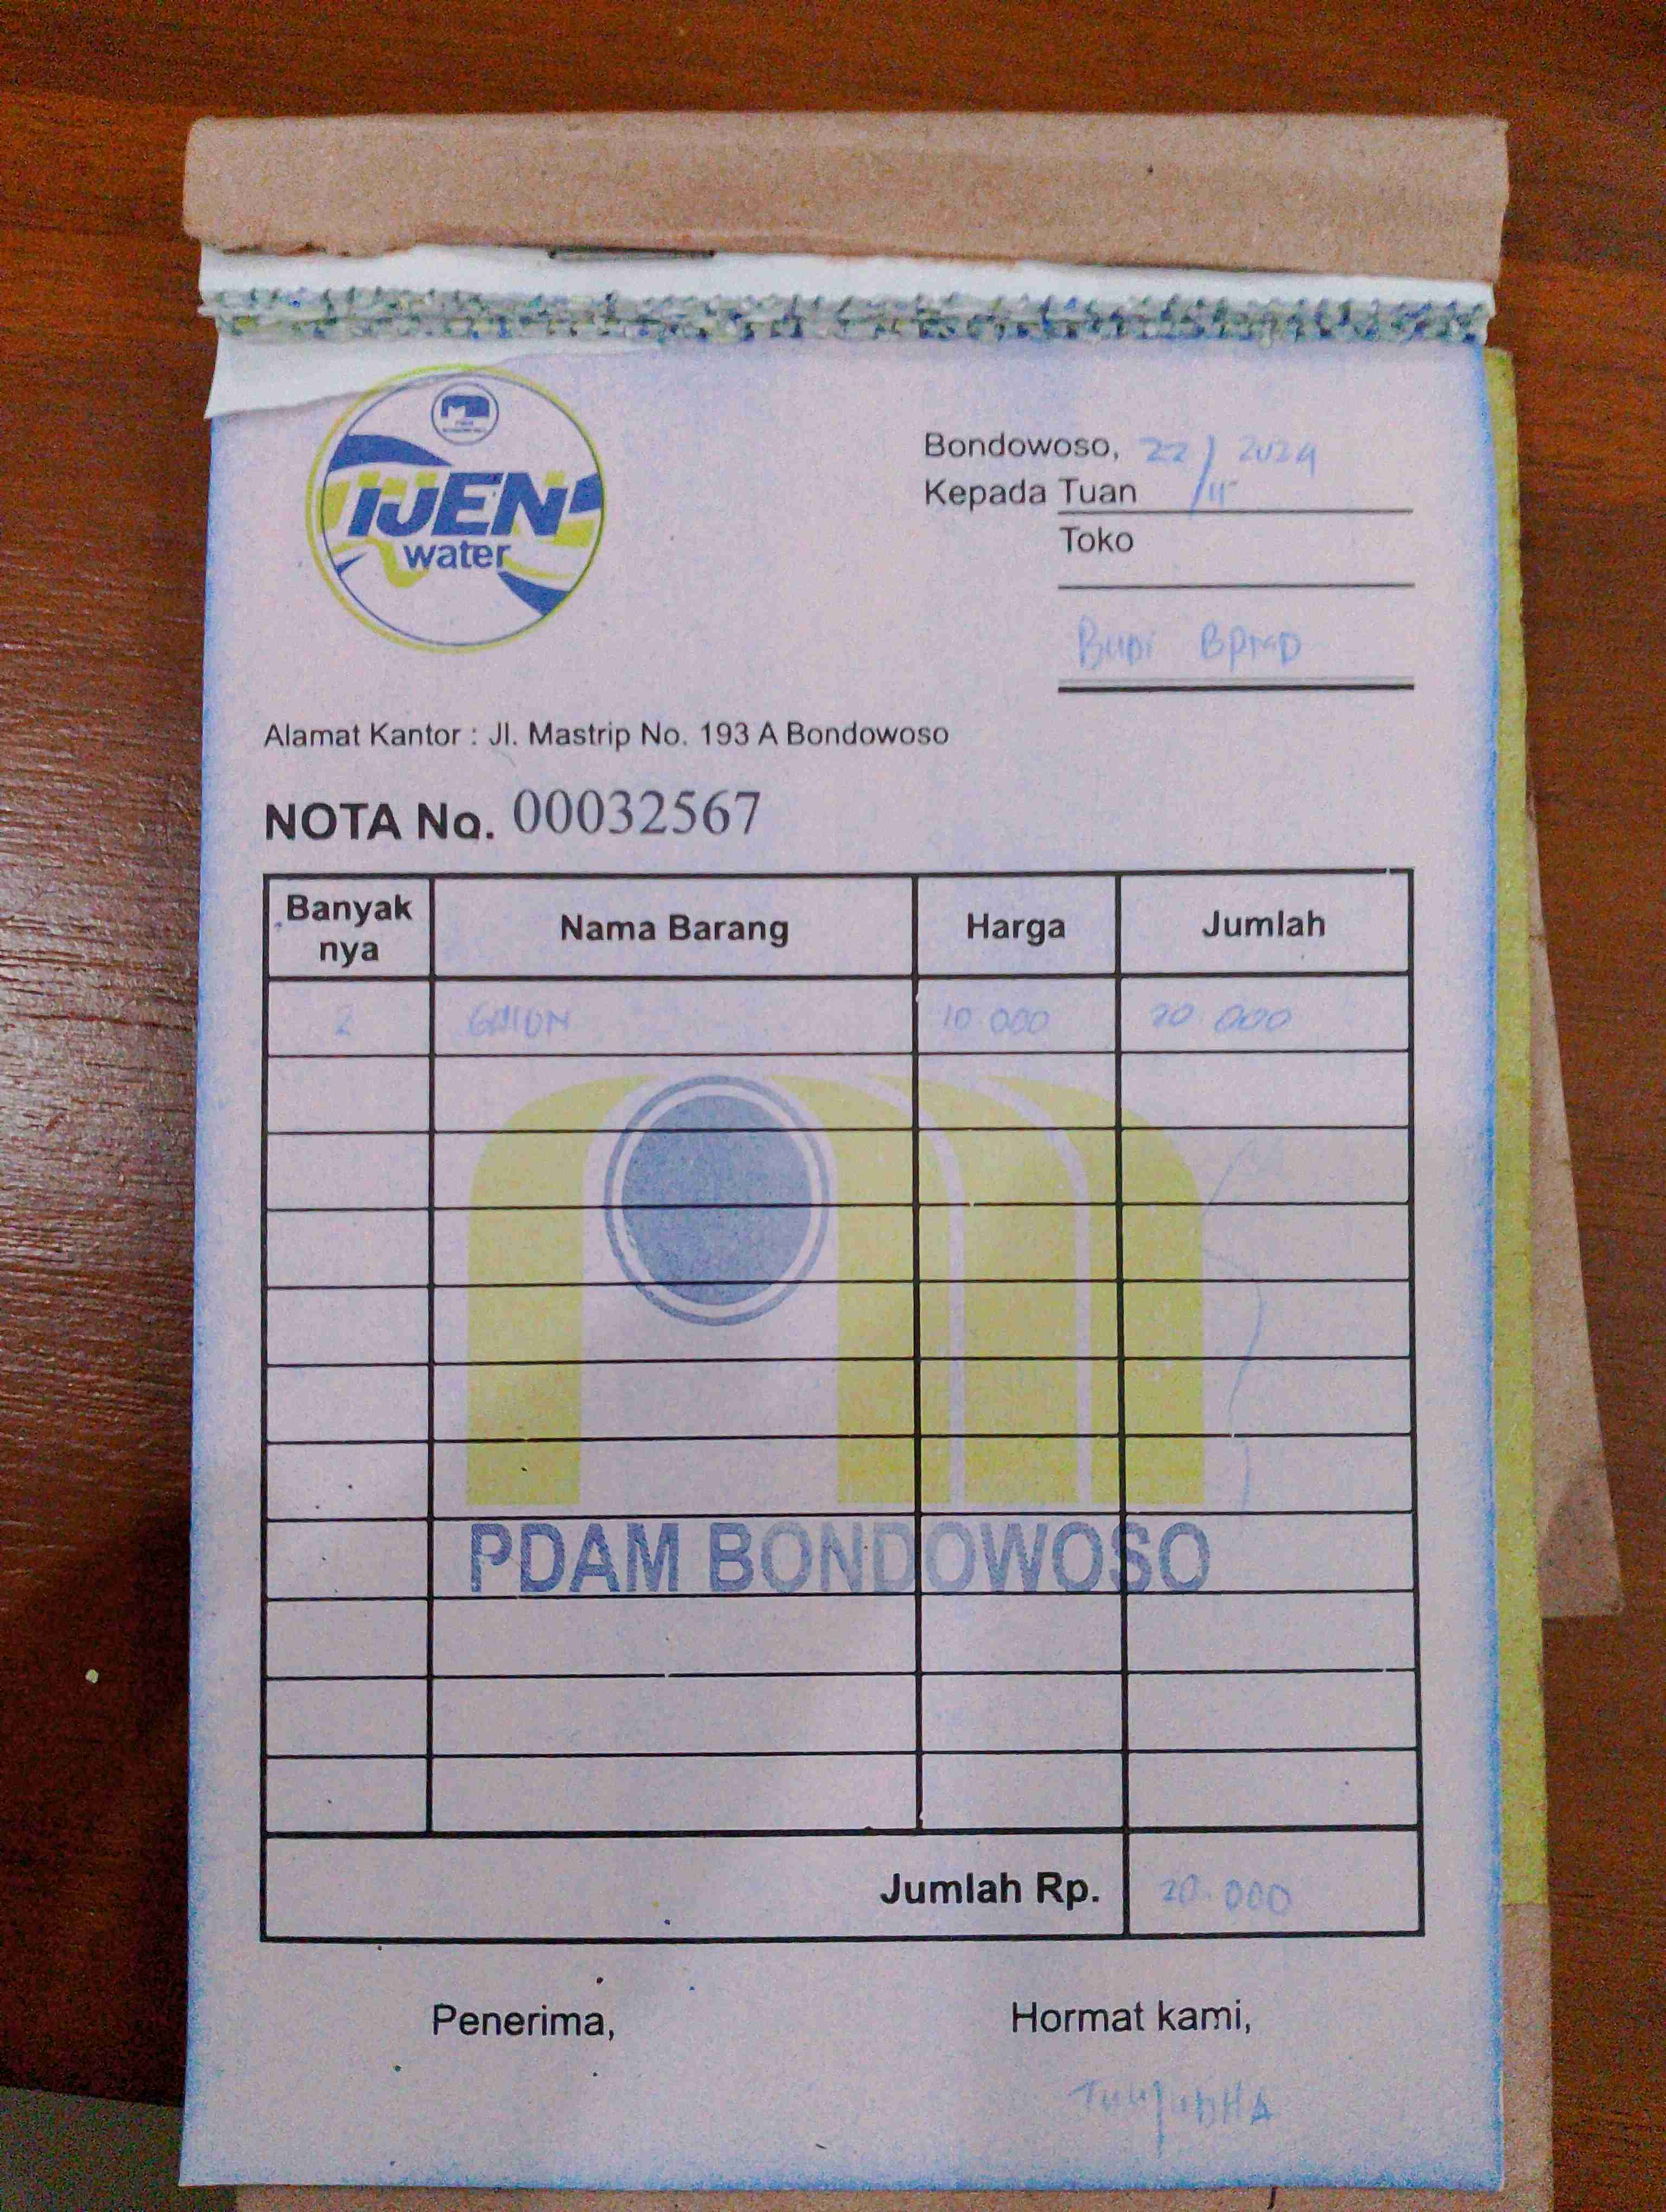 IJEN
water
Bondowoso, 22/11 2024
Kepada Tuan
Toko
Budi BPKAD
Alamat Kantor : Jl. Mastrip No. 193 A Bondowoso
NOTA No. 00032567
Banyak nya Nama Barang Harga Jumlah
2 GALON 10.000 20.000
PDAM BONDOWOSO
Jumlah Rp. 20.000
Penerima, Hormat kami,